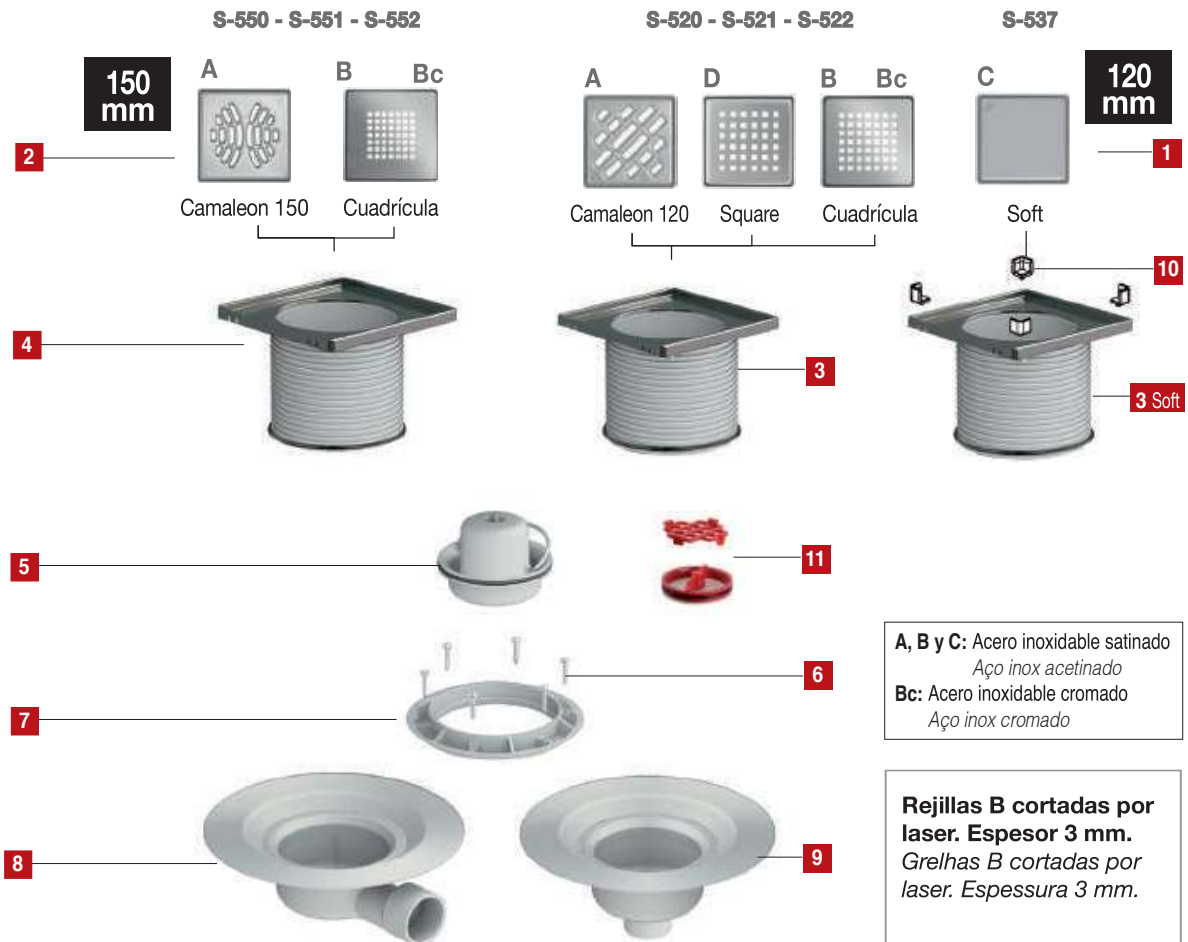 S-550 - S-551 - S-552
S-520 - S-521 - S-522
S-537
150
mm
A
B
Bc
A
D
B
Bc
C
120
mm
2
1
Camaleon 150
Cuadrícula
Camaleon 120
Square
Cuadrícula
Soft
10
4
3
3 Soft
5
11
6
7
A, B y C: Acero inoxidable satinado
Aço inox acetinado
Bc: Acero inoxidable cromado
Aço inox cromado
Rejillas B cortadas por
laser. Espesor 3 mm.
Grelhas B cortadas por
laser. Espessura 3 mm.
8
9